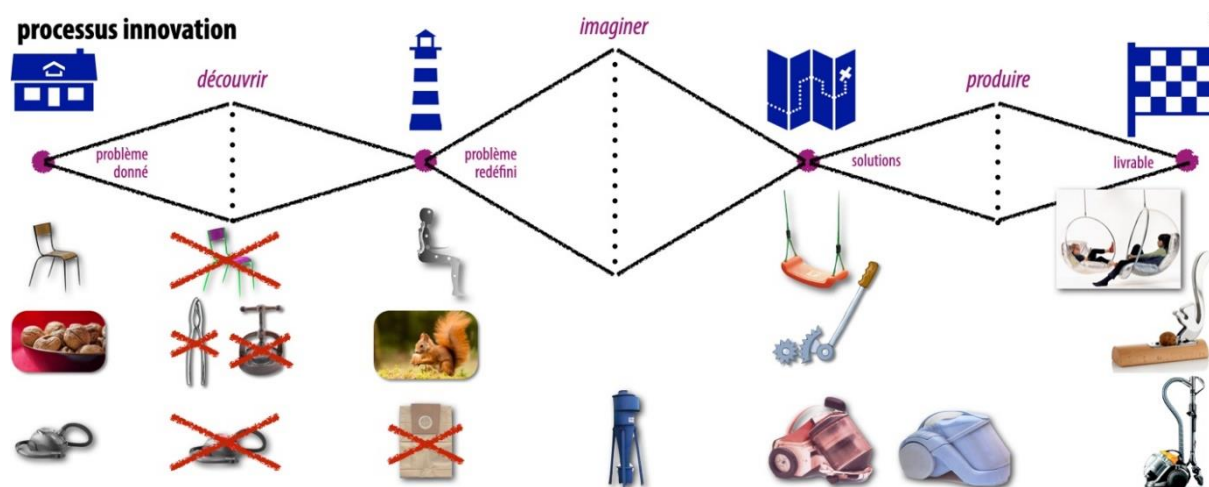 processus innovation
imaginer
découvrir
produire
problème
donné
problème
redéfini
solutions
livrable